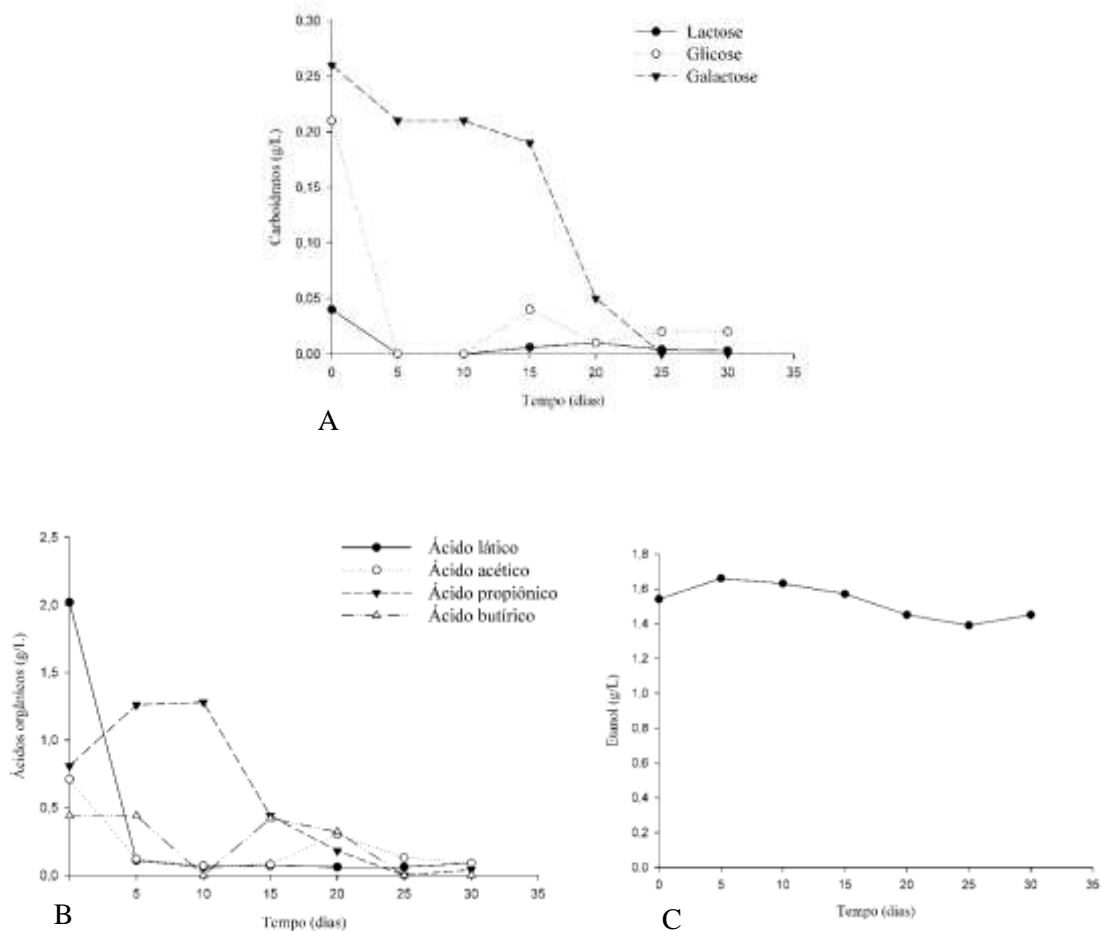 0,30
0,25
0,20
0,15
0,10
0,05
0,00
Carboidratos (g/L)
Lactose
Glicose
Galactose
0 5 10 15 20 25 30 35
Tempo (dias)
A
2,5
2,0
1,5
1,0
0,5
0,0
Ácidos orgânicos (g/L)
Ácido lático
Ácido acético
Ácido propiônico
Ácido butírico
5 10 15 20 25 30 35
Tempo (dias)
B
1,8
1,6
1,4
1,2
1,0
0,8
0,6
0,4
0,2
0,0
Etanol (g/L)
0 5 10 15 20 25 30 35
Tempo (dias)
C